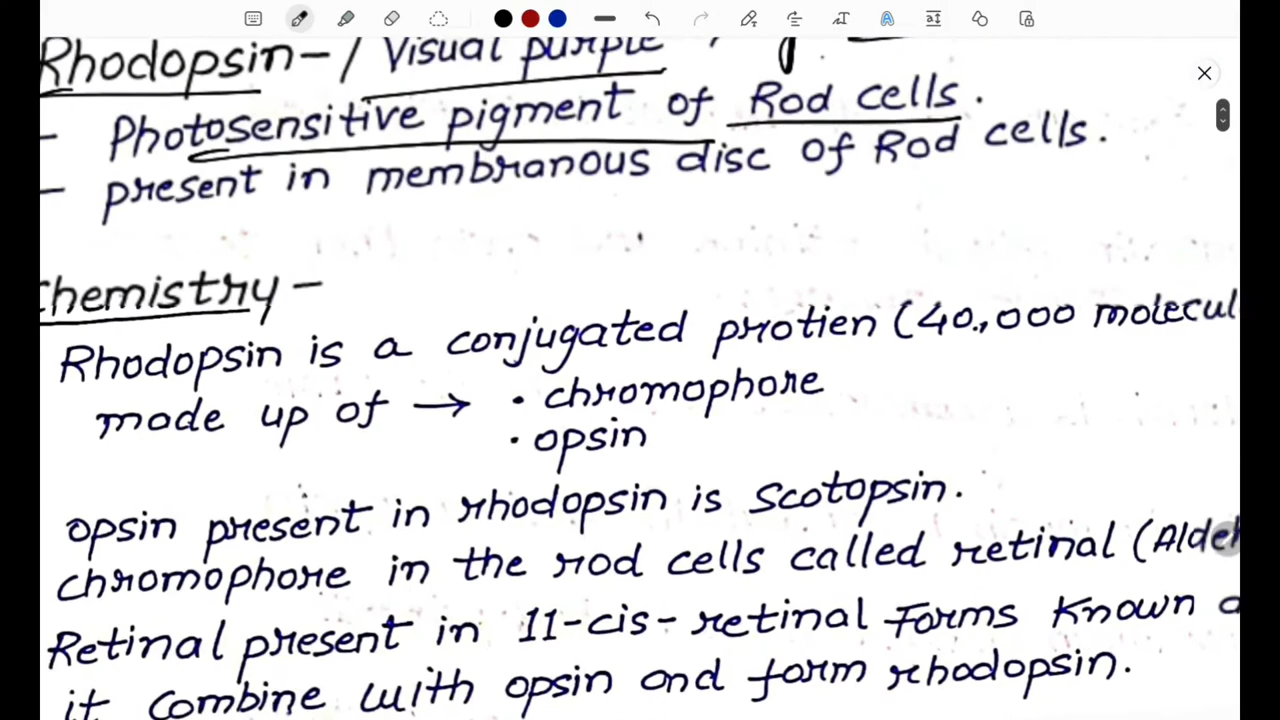 Rhodopsin - / Visual purple
- Photosensitive pigment of Rod cells.
- present in membranous disc of Rod cells.
Chemistry -
Rhodopsin is a conjugated protien (40,000 molecul
made up of → • chromophore
• opsin
opsin present in rhodopsin is scotopsin.
chromophore in the rod cells called retinal (Aldeh
Retinal present in 11-cis-retinal forms known a
it combine with opsin and form rhodopsin.